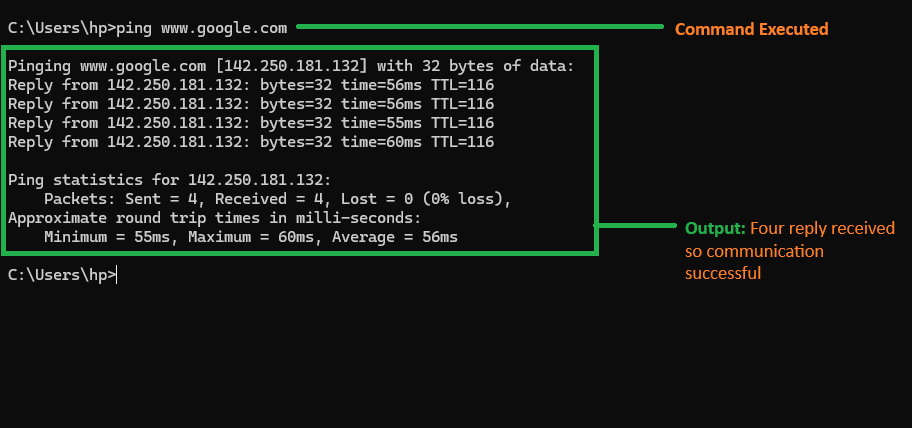 C:\Users\hp>ping www.google.com
Command Executed
Pinging www.google.com [142.250.181.132] with 32 bytes of data:
Reply from 142.250.181.132: bytes=32 time=56ms TTL=116
Reply from 142.250.181.132: bytes=32 time=56ms TTL=116
Reply from 142.250.181.132: bytes=32 time=55ms TTL=116
Reply from 142.250.181.132: bytes=32 time=60ms TTL=116
Ping statistics for 142.250.181.132:
    Packets: Sent = 4, Received = 4, Lost = 0 (0% loss),
Approximate round trip times in milli-seconds:
    Minimum = 55ms, Maximum = 60ms, Average = 56ms
Output: Four reply received
so communication
successful
C:\Users\hp>